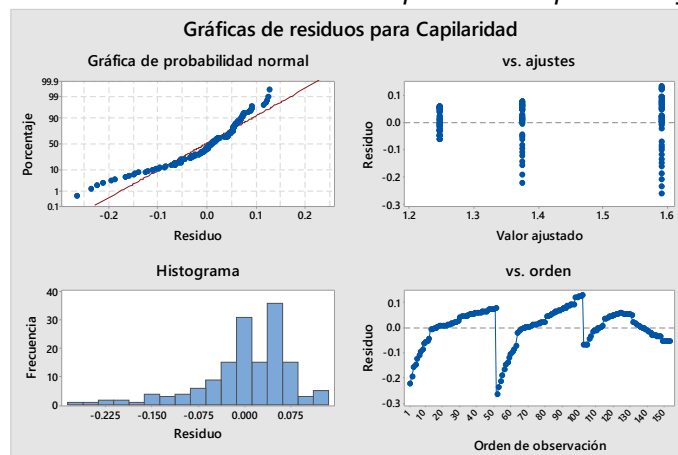 Gráficas de residuos para Capilaridad
Gráfica de probabilidad normal
99.9
99
90
50
10
1
0.1
Porcentaje
-0.2 -0.1 0.0 0.1 0.2
Residuo
vs. ajustes
0.1
0.0
-0.1
-0.2
-0.3
Residuo
1.2 1.3 1.4 1.5 1.6
Valor ajustado
Histograma
40
30
20
10
0
Frecuencia
-0.225 -0.150 -0.075 0.000 0.075
Residuo
vs. orden
0.1
0.0
-0.1
-0.2
-0.3
Residuo
1 10 20 30 40 50 60 70 80 90 100 110 120 130 140 150
Orden de observación